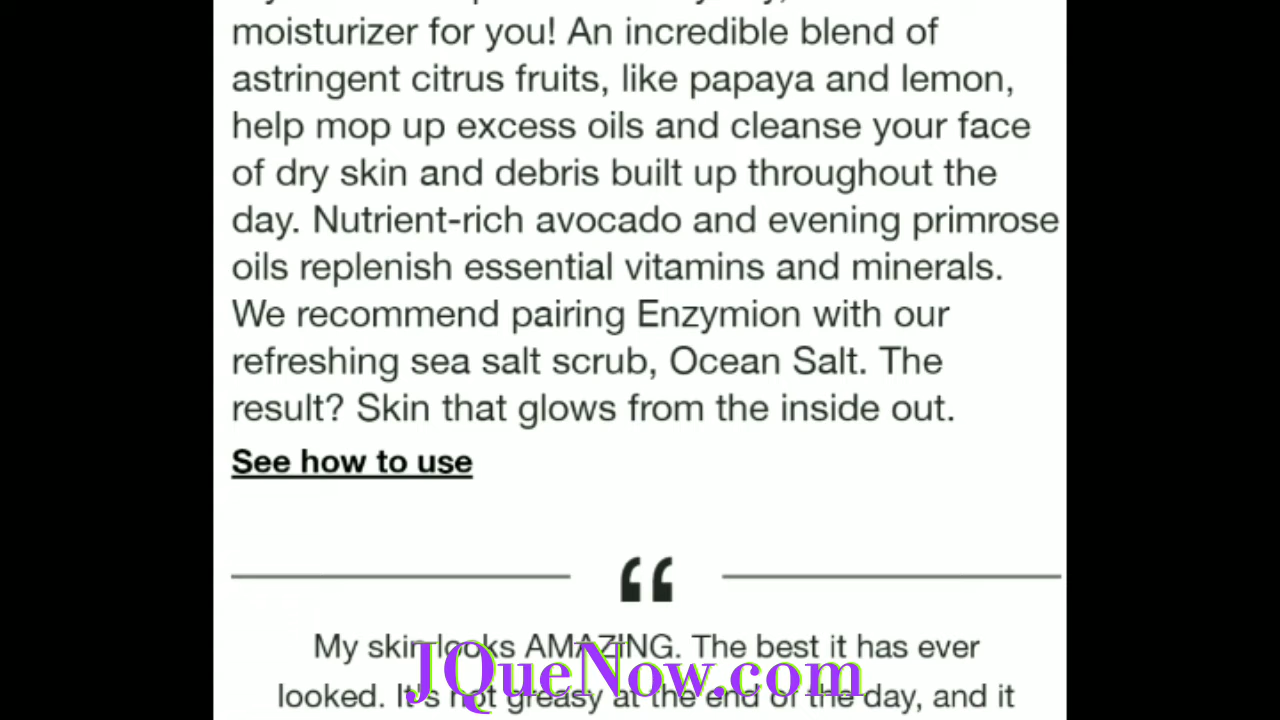 moisturizer for you! An incredible blend of
astringent citrus fruits, like papaya and lemon,
help mop up excess oils and cleanse your face
of dry skin and debris built up throughout the
day. Nutrient-rich avocado and evening primrose
oils replenish essential vitamins and minerals.
We recommend pairing Enzymion with our
refreshing sea salt scrub, Ocean Salt. The
result? Skin that glows from the inside out.
See how to use
“
My skin looks AMAZING. The best it has ever
looked. It's not greasy at the end of the day, and it
JQueNow.com